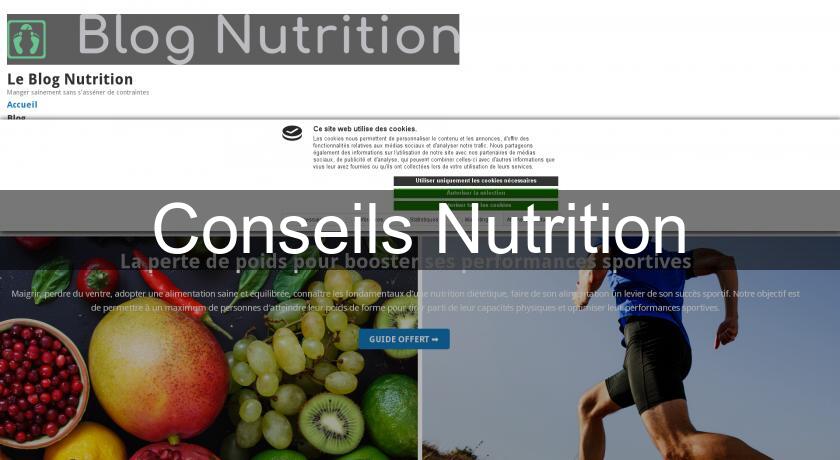 Blog Nutrition
Le Blog Nutrition
Manger sainement sans s'asséner de contraintes
Accueil
Blog
Ce site web utilise des cookies.
Les cookies nous permettent de personnaliser le contenu et les annonces, d'offrir des
fonctionnalités relatives aux médias sociaux et d'analyser notre trafic. Nous partageons
également des informations sur l'utilisation de notre site avec nos partenaires de médias
sociaux, de publicité et d'analyse, qui peuvent combiner celles-ci avec d'autres informations que
vous leur avez fournies ou qu'ils ont collectées lors de votre utilisation de leurs services.
Utiliser uniquement les cookies nécessaires
Autoriser la sélection
les cookies
Statistiques
Conseils Nutrition
La perte de poids pour booster ses performances sportives
Maigrir, perdre du ventre, adopter une alimentation saine et équilibrée, connaître les fondamentaux d'une nutrition diététique, faire de son alimentation un levier de son succès sportif. Notre objectif est
de permettre à un maximum de personnes d'atteindre leur poids de forme pour tirer parti de leur capacités physiques et optimiser leur performances sportives.
GUIDE OFFERT ➡